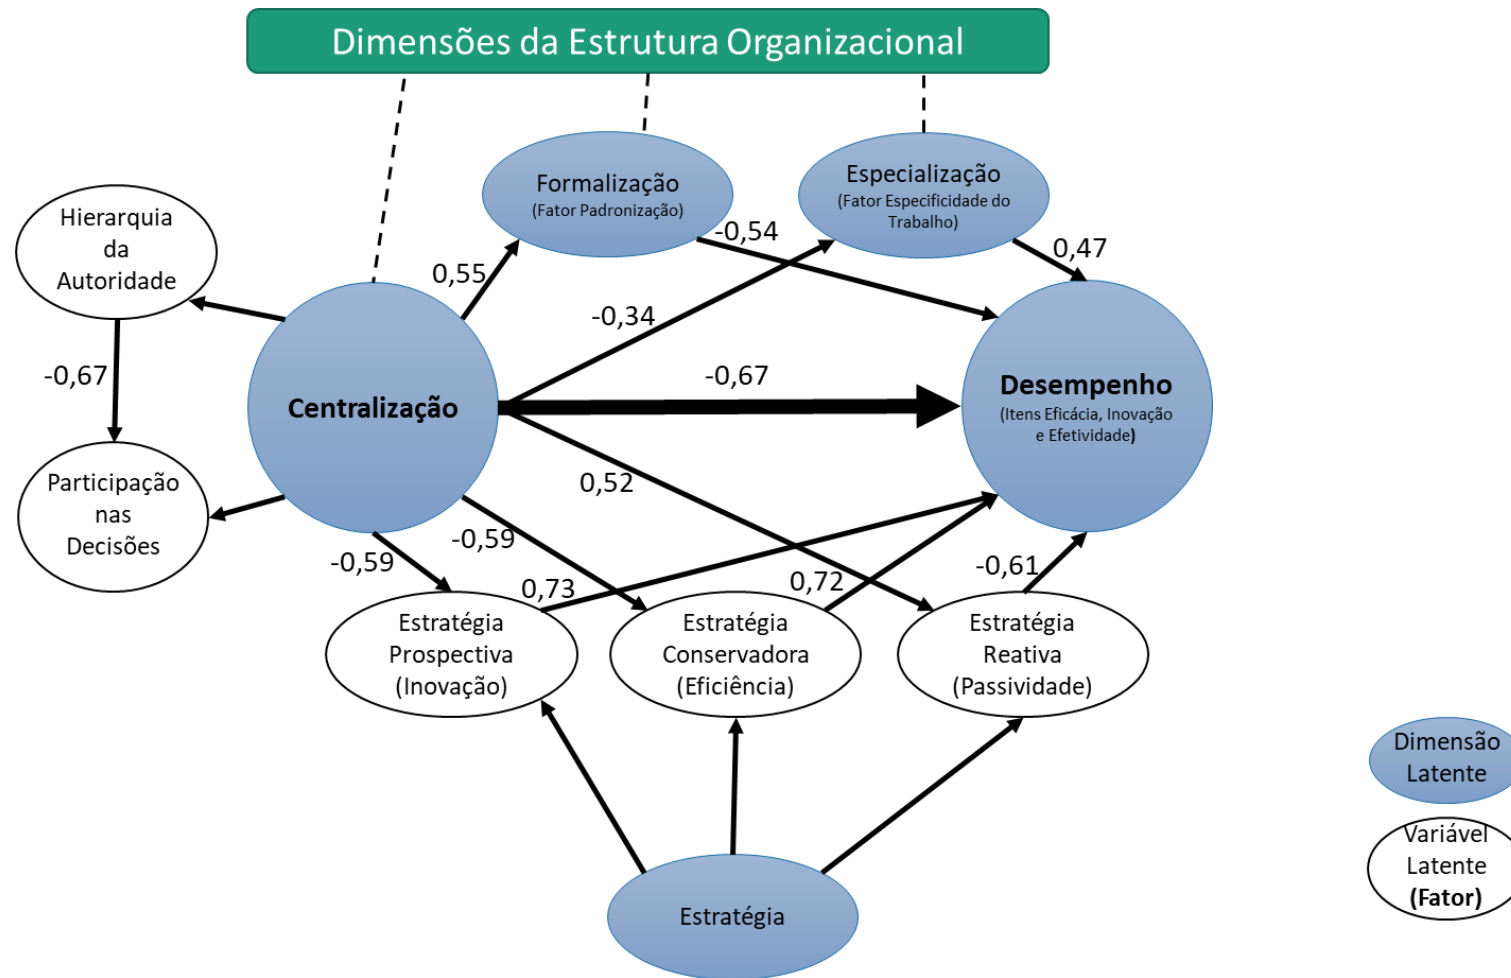 Dimensões da Estrutura Organizacional
Formalização
(Fator Padronização)
Especialização
(Fator Especificidade do
Trabalho)
Hierarquia
da
Autoridade
-0,54
0,47
0,55
-0,34
-0,67
-0,67
Centralização
Desempenho
(Itens Eficácia, Inovação
e Efetividade)
Participação
nas
Decisões
0,52
-0,59
-0,59
0,73
0,72
-0,61
Estratégia
Prospectiva
(Inovação)
Estratégia
Conservadora
(Eficiência)
Estratégia
Reativa
(Passividade)
Dimensão
Latente
Variável
Latente
(Fator)
Estratégia